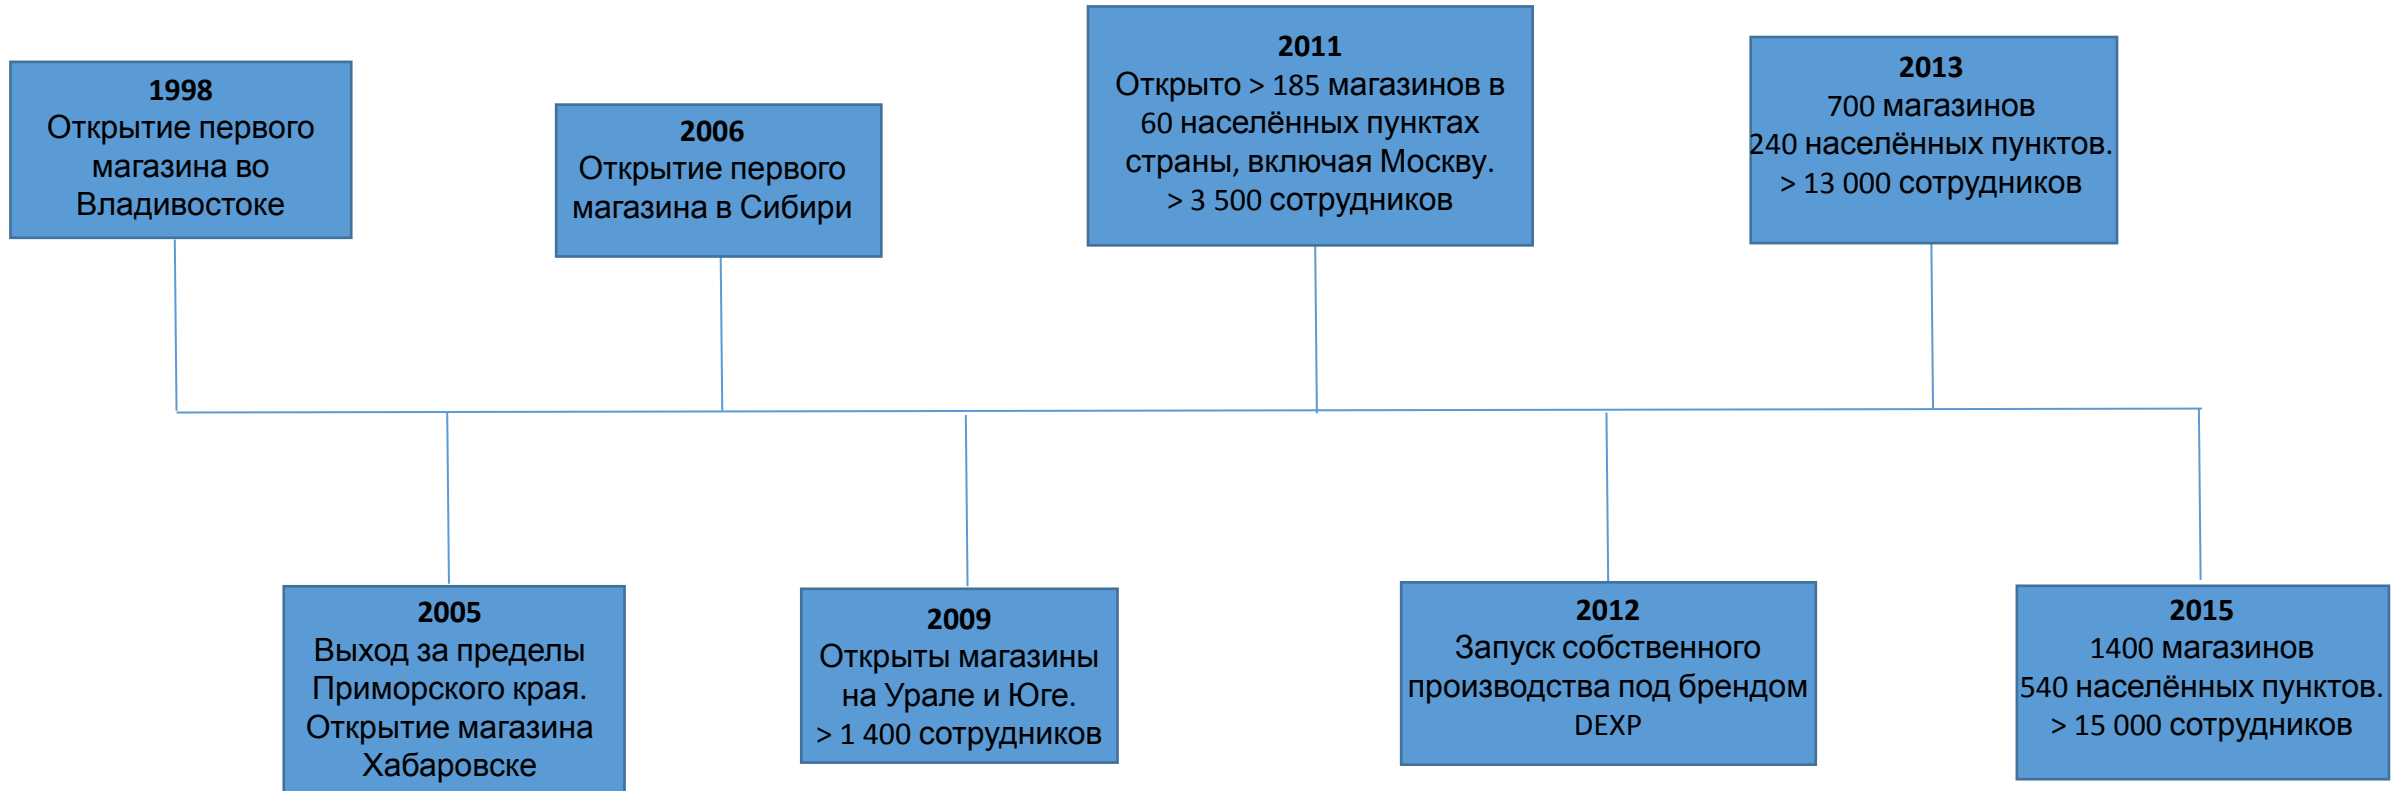 1998
Открытие первого
магазина во
Владивостоке
2005
Выход за пределы
Приморского края.
Открытие магазина
Хабаровске
2006
Открытие первого
магазина в Сибири
2009
Открыты магазины
на Урале и Юге.
> 1 400 сотрудников
2011
Открыто > 185 магазинов в
60 населённых пунктах
страны, включая Москву.
> 3 500 сотрудников
2012
Запуск собственного
производства под брендом
DEXP
2013
700 магазинов
240 населённых пунктов.
> 13 000 сотрудников
2015
1400 магазинов
540 населённых пунктов.
> 15 000 сотрудников